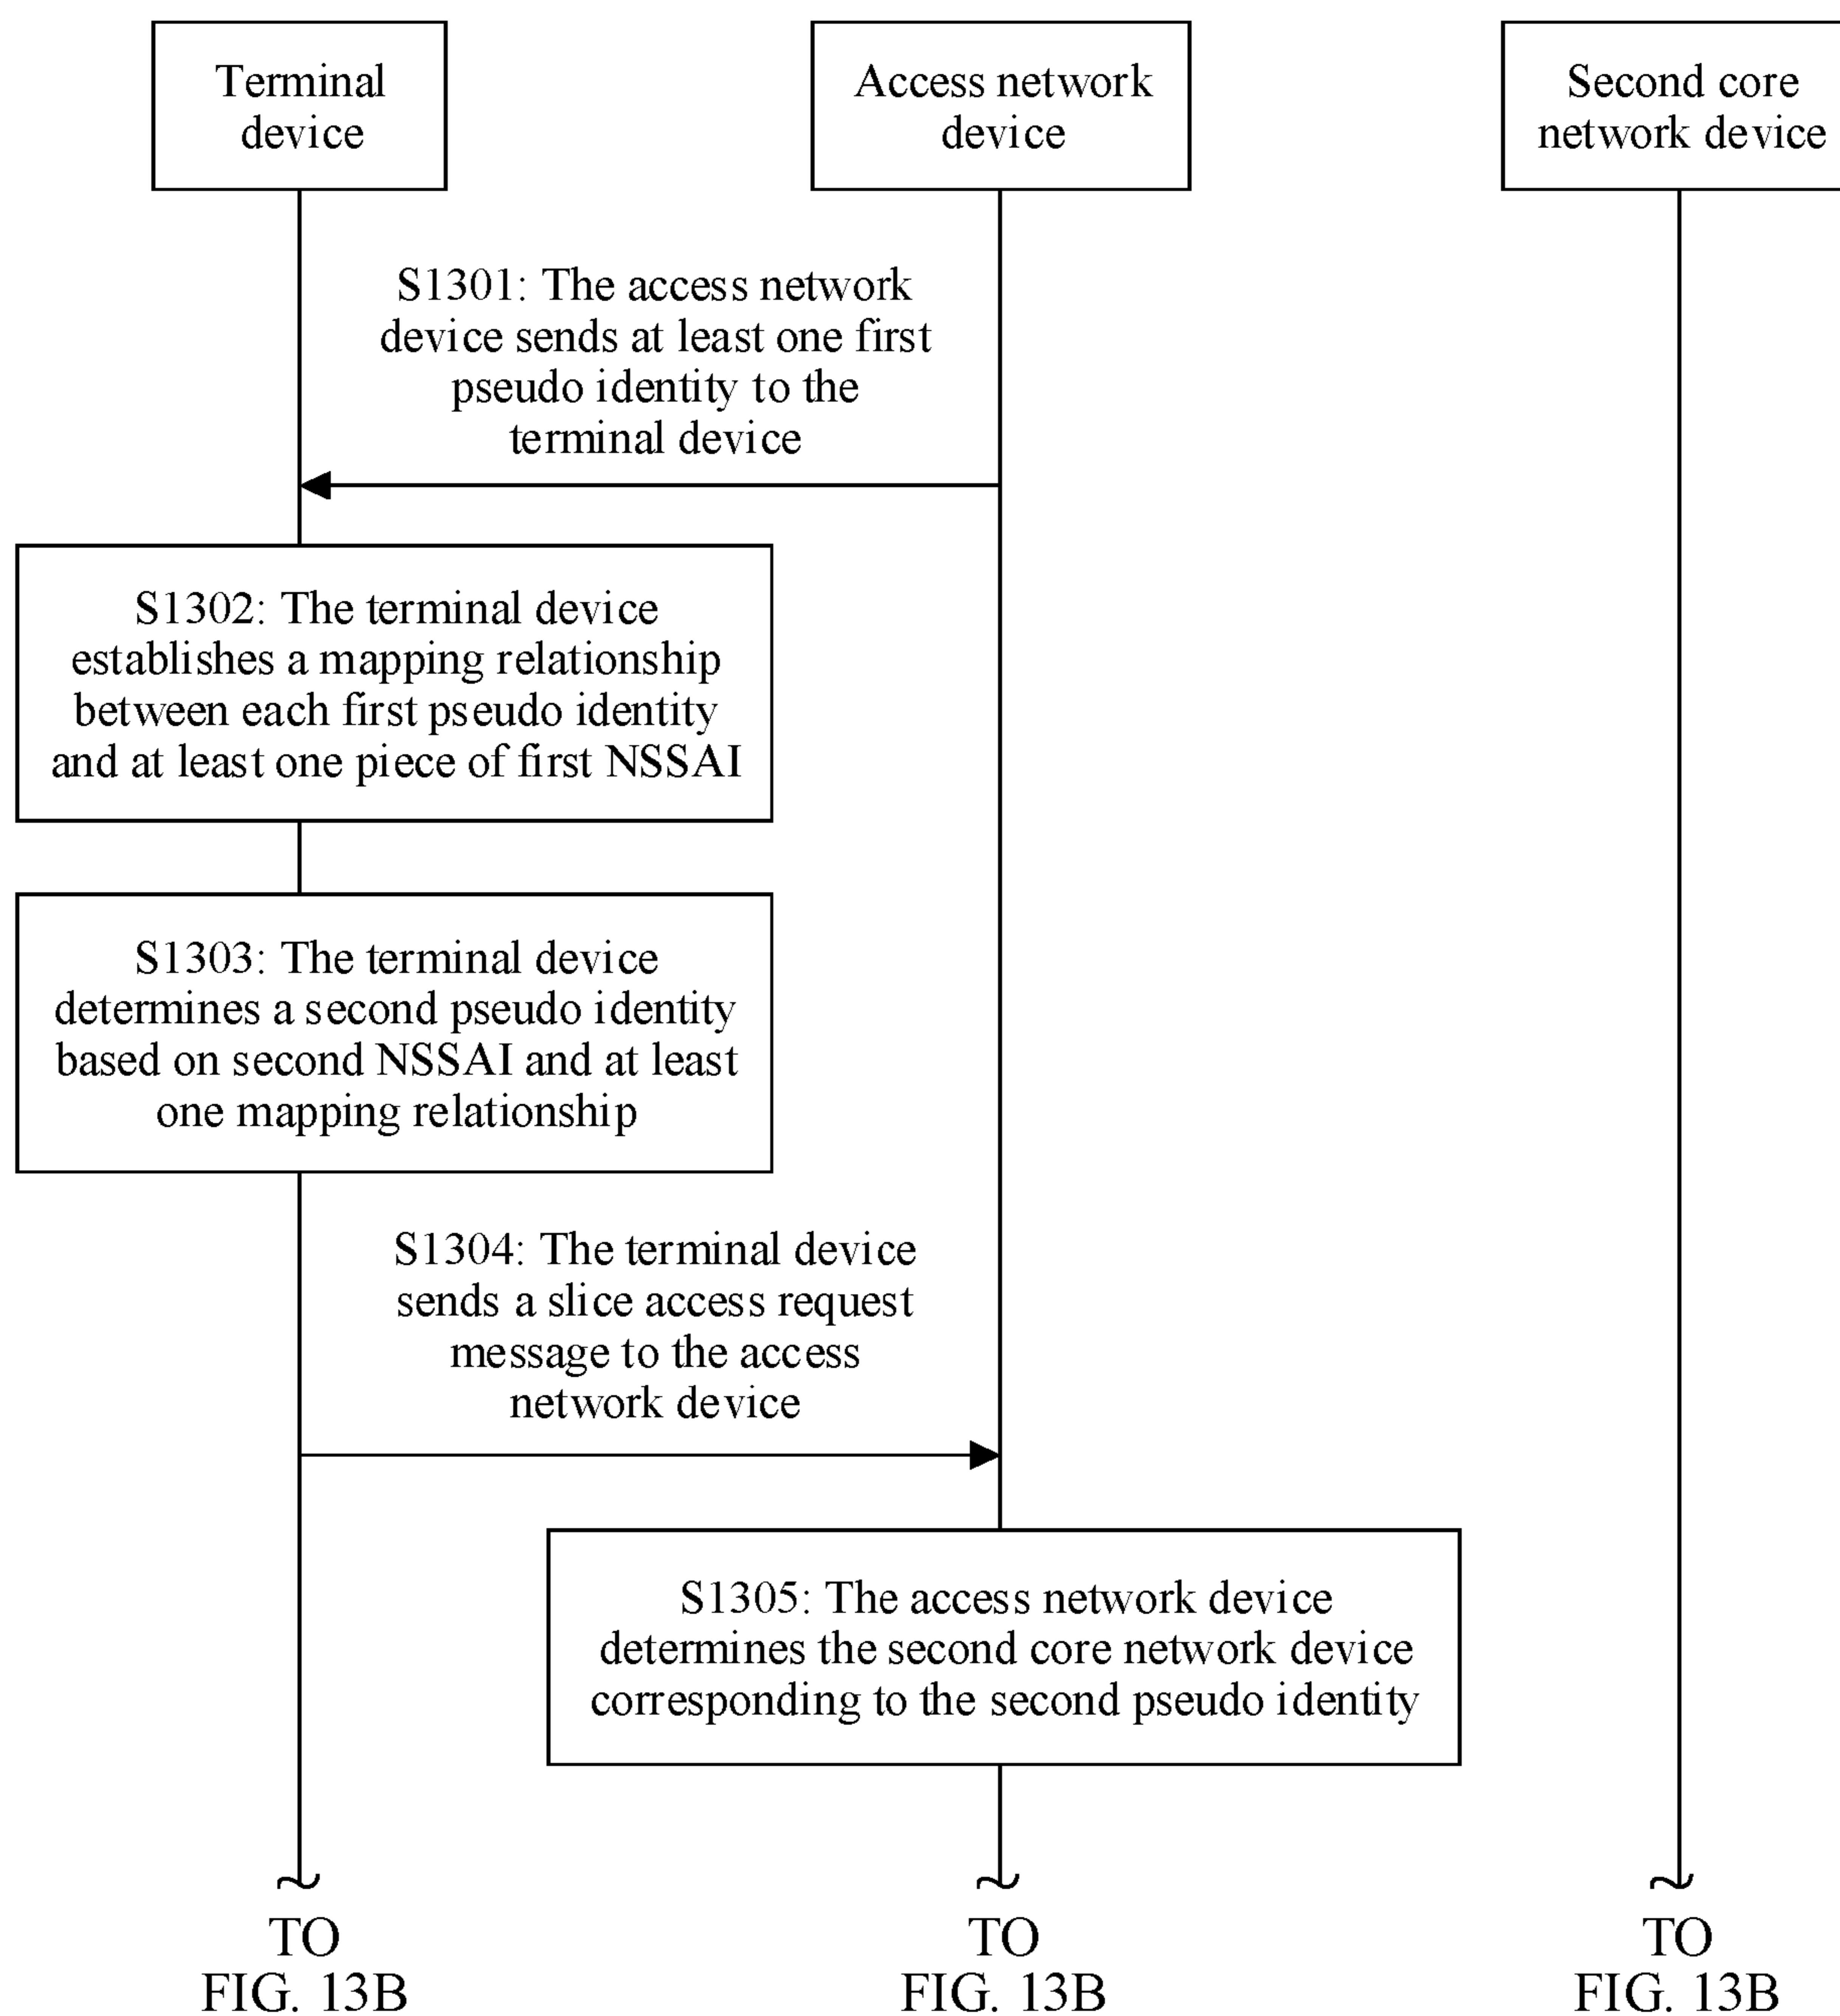 Terminal
device
Access network
device
Second core
network device
S1301: The access network
device sends at least one first
pseudo identity to the
terminal device
S1302: The terminal device
establishes a mapping relationship
between each first pseudo identity
and at least one piece of first NSSAI
S1303: The terminal device
determines a second pseudo identity
based on second NSSAI and at least
one mapping relationship
S1304: The terminal device
sends a slice access request
message to the access
network device
S1305: The access network device
determines the second core network device
corresponding to the second pseudo identity
TO
FIG. 13B
TO
FIG. 13B
TO
FIG. 13B